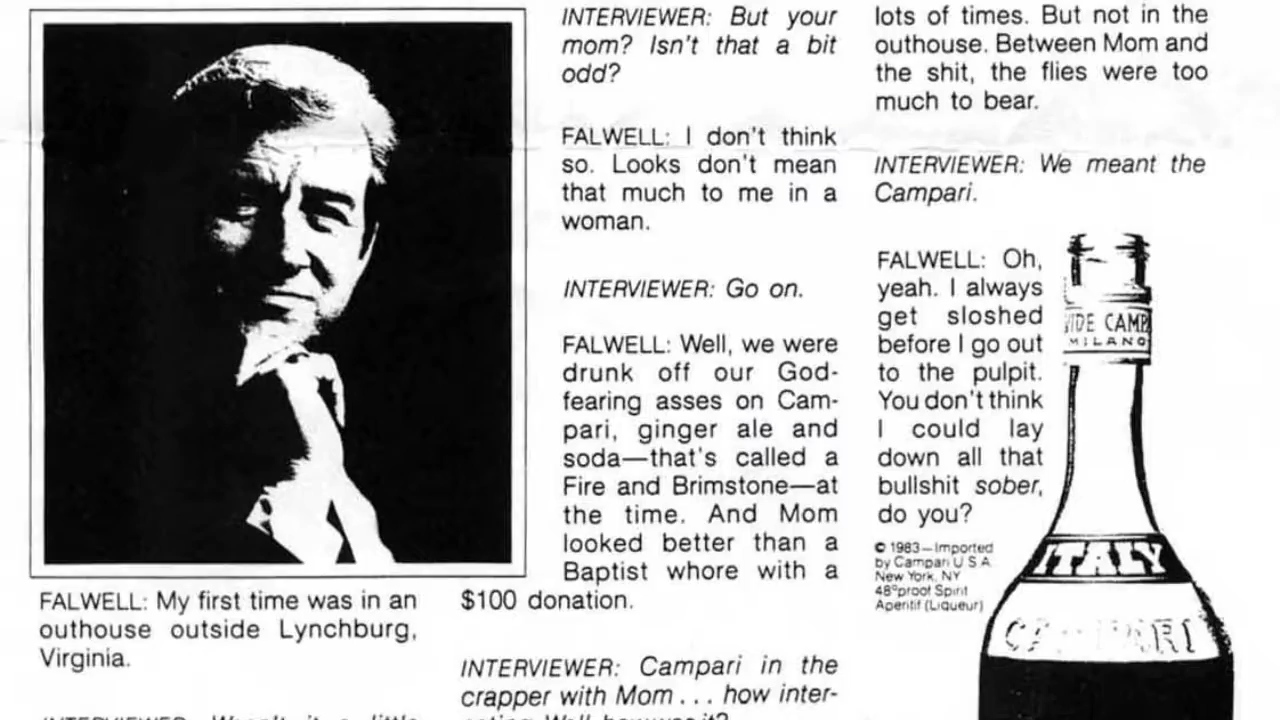 FALWELL: My first time was in an
outhouse outside Lynchburg,
Virginia.
INTERVIEWER: But your
mom? Isn't that a bit
odd?
FALWELL: I don't think
so. Looks don't mean
that much to me in a
woman.
INTERVIEWER: Go on.
FALWELL: Well, we were
drunk off our God-
fearing asses on Cam-
pari, ginger ale and
soda—that's called a
Fire and Brimstone—at
the time. And Mom
looked better than a
Baptist whore with a
$100 donation.
INTERVIEWER: Campari in the
crapper with Mom . . . how inter-
lots of times. But not in the
outhouse. Between Mom and
the shit, the flies were too
much to bear.
INTERVIEWER: We meant the
Campari.
FALWELL: Oh,
yeah. I always
get sloshed
before I go out
to the pulpit.
You don't think
I could lay
down all that
bullshit sober,
do you?
© 1983—Imported
by Campari U.S.A.
New York, NY
48°proof Spirit
Aperitif (Liqueur)
MILANO
ITALY
CAMPARI